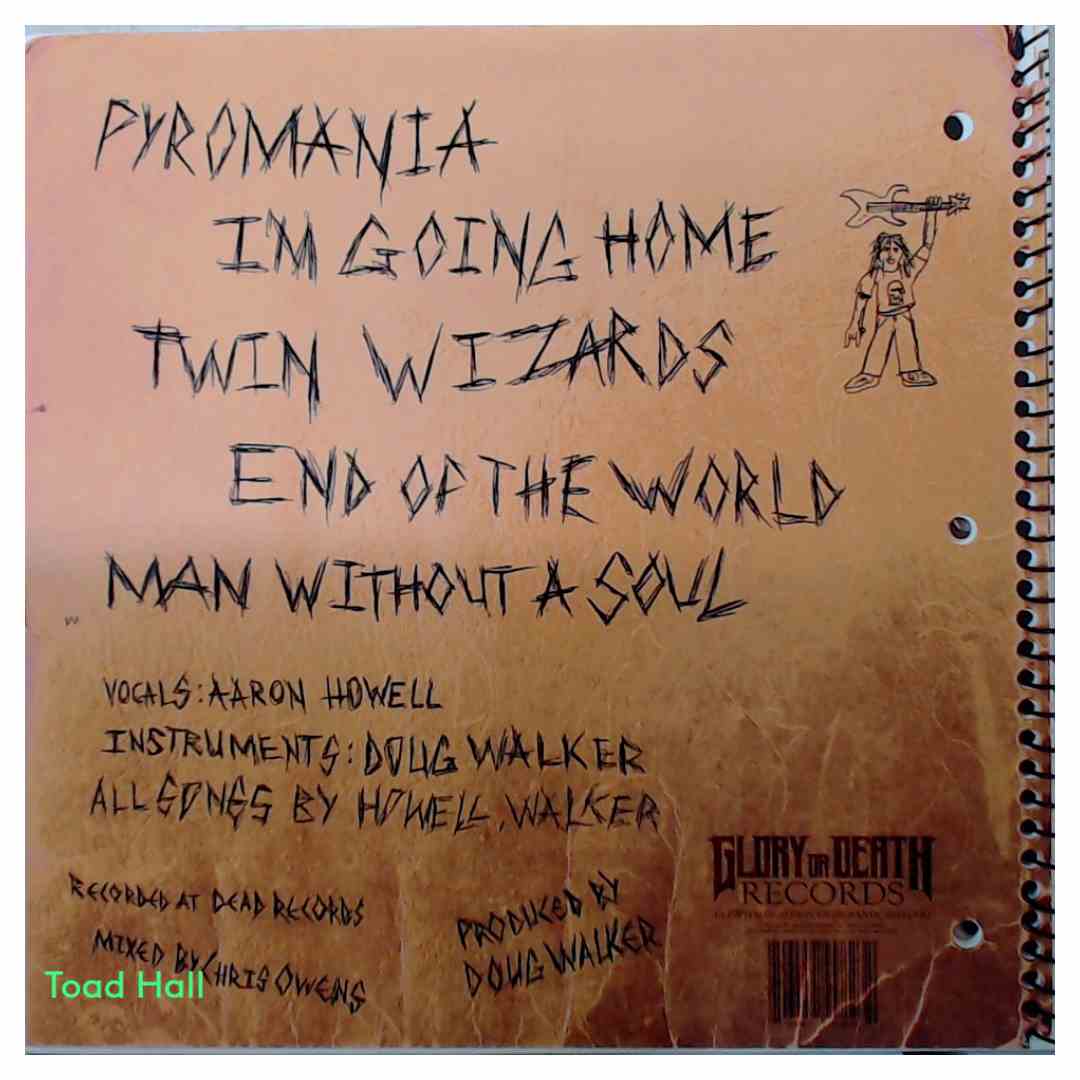 PYROMANIA
I'M GOING HOME
TWIN WIZARDS
END OF THE WORLD
MAN WITHOUT A SOUL
VOCALS: AARON HOWELL
INSTRUMENTS: DOUG WALKER
ALL SONGS BY HOWELL, WALKER
RECORDED AT DEAD RECORDS
MIXED BY CHRIS OWENS
PRODUCED BY
DOUG WALKER
GLORY OR DEATH
RECORDS
Toad Hall